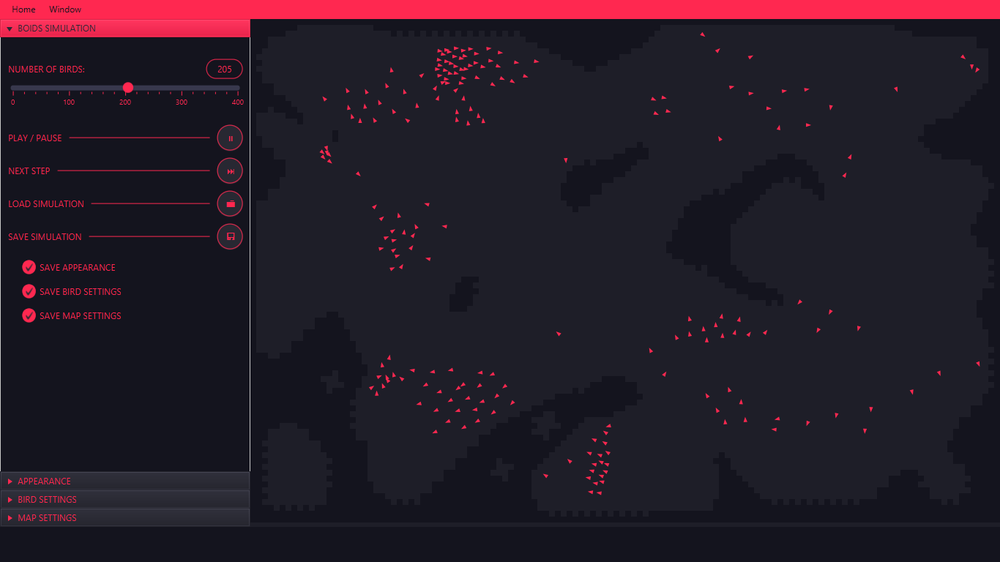 Home Window
BOIDS SIMULATION
NUMBER OF BIRDS: 205
0 100 200 300 400
PLAY / PAUSE
NEXT STEP
LOAD SIMULATION
SAVE SIMULATION
SAVE APPEARANCE
SAVE BIRD SETTINGS
SAVE MAP SETTINGS
APPEARANCE
BIRD SETTINGS
MAP SETTINGS